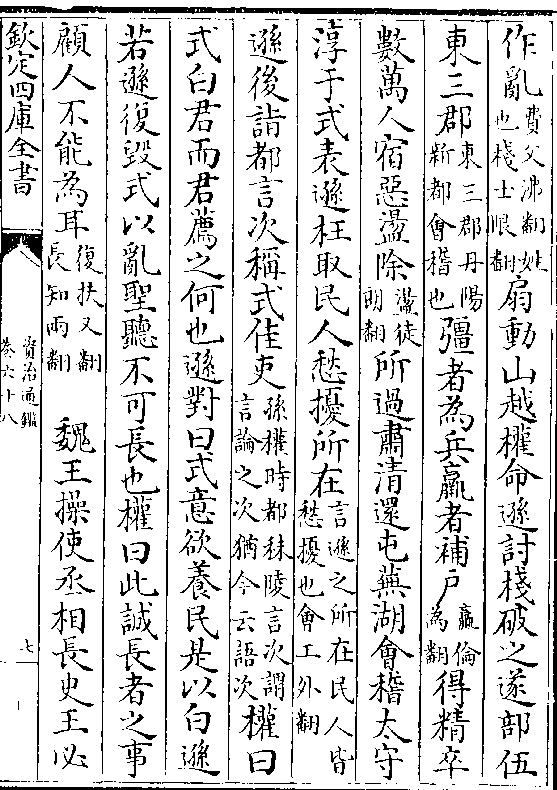 作亂費父沸翻姓也棧士限翻扇動山越權命遜討棧破之遂部伍
東三郡東三郡丹陽新都會稽也彊者為兵羸者補戶羸倫為翻得精卒
數萬人宿惡盪除盪徒朗翻所過肅清還屯蕪湖會稽太守
淳于式表遜枉取民人愁擾所在言遜之所在民人皆愁擾也會工外翻
遜後詣都言次稱式佳吏孫權時都秣陵言次謂言論之次猶今云語次權曰
式白君而君薦之何也遜對曰式意欲養民是以白遜
若遜復毀式以亂聖聽不可長也權曰此誠長者之事
顧人不能為耳復扶又翻長知兩翻 魏王操使丞相長史王必
欽定四庫全書
資治通鑑
卷六十八
七